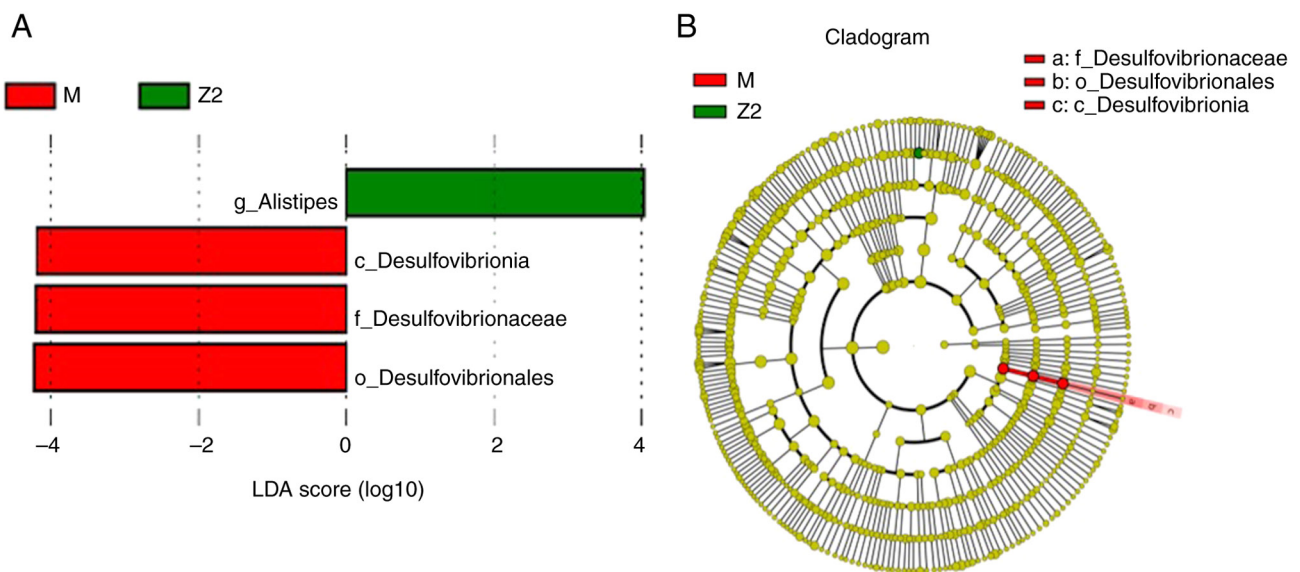 A
M
Z2
g_Alistipes
c_Desulfovibrionia
f_Desulfovibrionaceae
o_Desulfovibrionales
–4
–2
0
2
4
LDA score (log10)
B
Cladogram
M
Z2
a: f_Desulfovibrionaceae
b: o_Desulfovibrionales
c: c_Desulfovibrionia
a
b
c